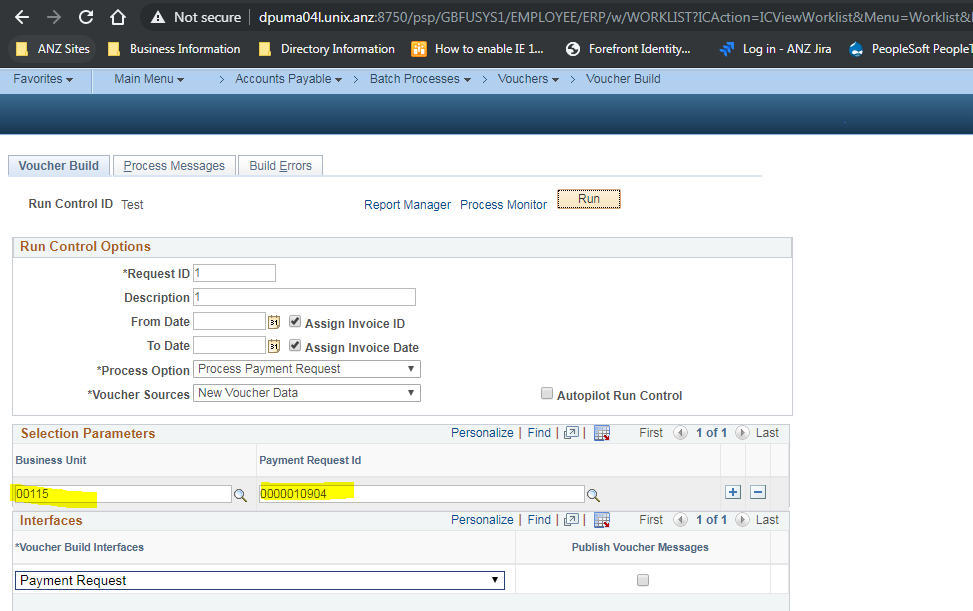 Not secure | dpuma04l.unix.anz:8750/psp/GBFUSYS1/EMPLOYEE/ERP/w/WORKLIST?ICAction=ICViewWorklist&Menu=Worklist&
ANZ Sites Business Information Directory Information How to enable IE 1... Forefront Identity... Log in - ANZ Jira PeopleSoft PeopleT
Favorites Main Menu > Accounts Payable > Batch Processes > Vouchers > Voucher Build
Voucher Build Process Messages Build Errors
Run Control ID Test Report Manager Process Monitor Run
Run Control Options
*Request ID 1
Description 1
From Date 31 Assign Invoice ID
To Date 31 Assign Invoice Date
*Process Option Process Payment Request
*Voucher Sources New Voucher Data Autopilot Run Control
Selection Parameters Personalize | Find | | First 1 of 1 Last
Business Unit Payment Request Id
00115 0000010904
Interfaces Personalize | Find | | First 1 of 1 Last
*Voucher Build Interfaces Publish Voucher Messages
Payment Request